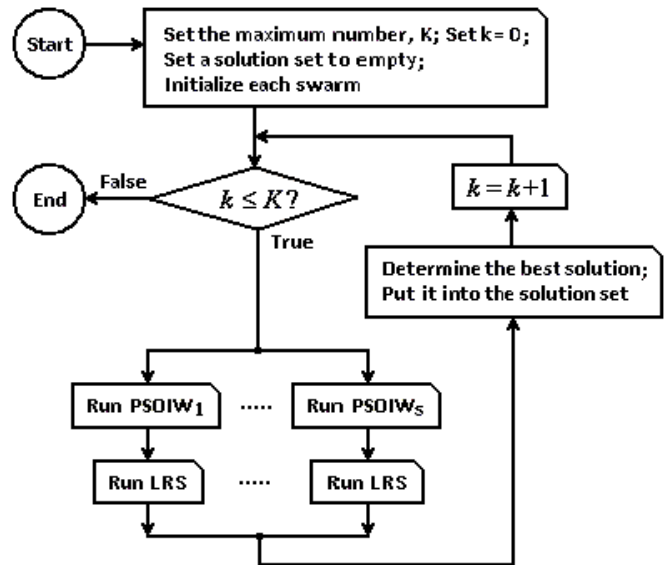 Start
Set the maximum number, K; Set k = 0;
Set a solution set to empty;
Initialize each swarm
End
False
k ≤ K?
True
k = k+1
Determine the best solution;
Put it into the solution set
Run PSOIW1 ..... Run PSOIWS
Run LRS ..... Run LRS